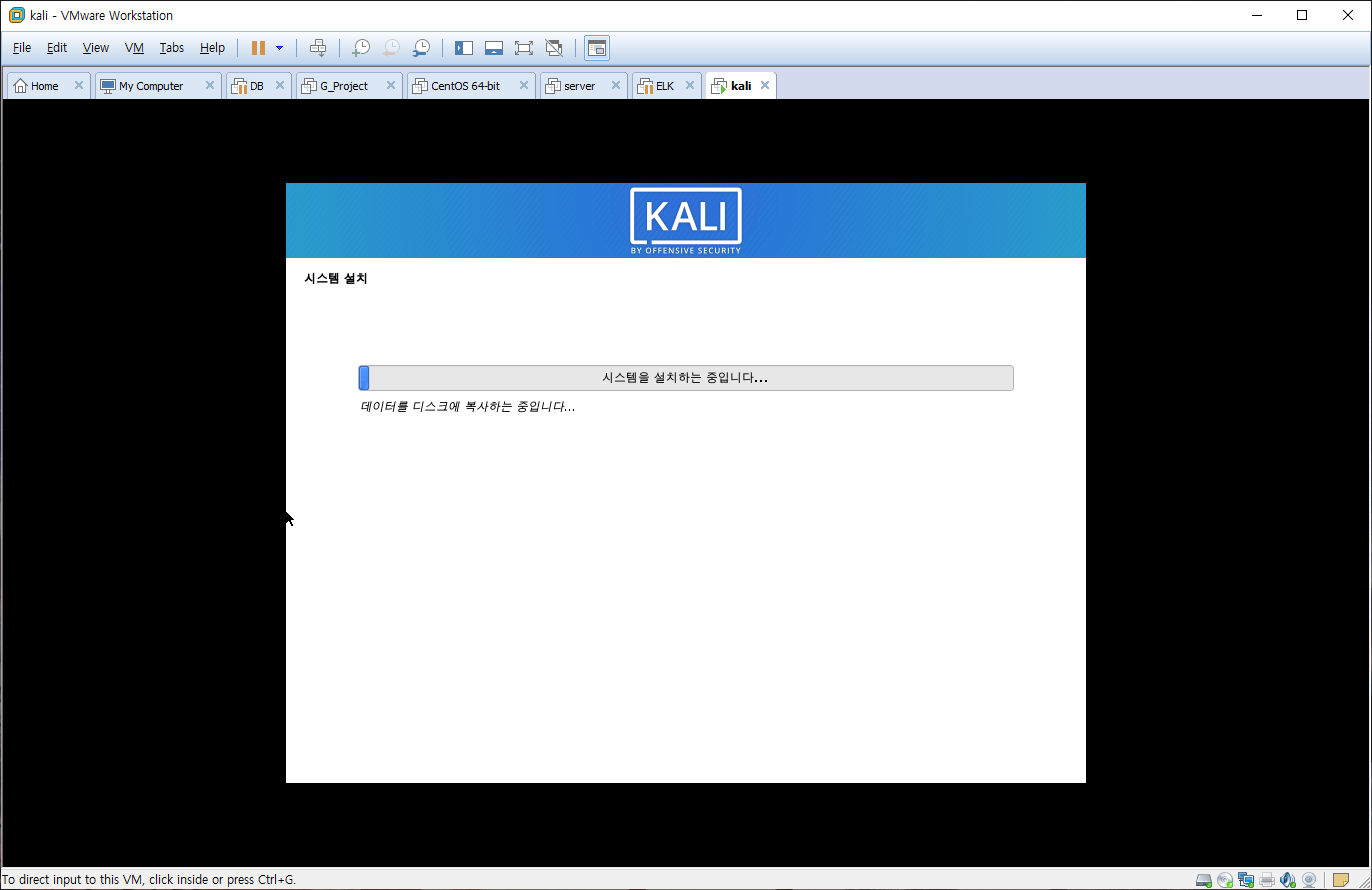 kali - VMware Workstation
File Edit View VM Tabs Help
Home My Computer DB G_Project CentOS 64-bit server ELK kali
KALI
BY OFFENSIVE SECURITY
시스템 설치
시스템을 설치하는 중입니다...
데이터를 디스크에 복사하는 중입니다...
To direct input to this VM, click inside or press Ctrl+G.